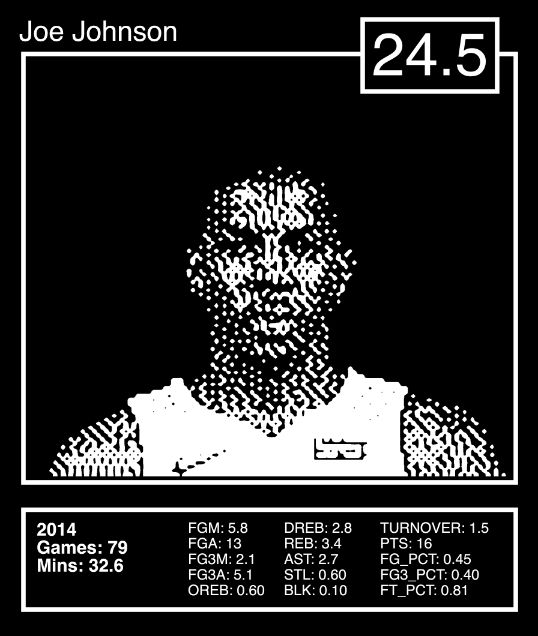 Joe Johnson
24.5
2014
Games: 79
Mins: 32.6
FGM: 5.8
FGA: 13
FG3M: 2.1
FG3A: 5.1
OREB: 0.60
DREB: 2.8
REB: 3.4
AST: 2.7
STL: 0.60
BLK: 0.10
TURNOVER: 1.5
PTS: 16
FG_PCT: 0.45
FG3_PCT: 0.40
FT_PCT: 0.81